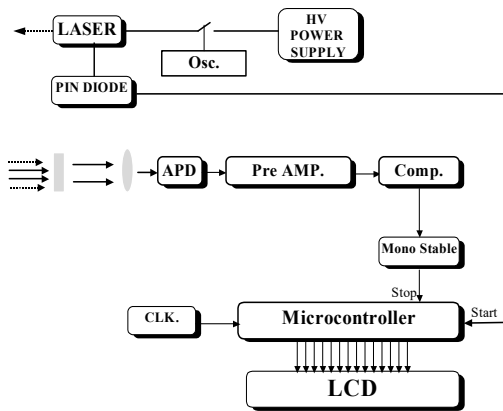 LASER
HV
POWER
SUPPLY
Osc.
PIN DIODE
APD
Pre AMP.
Comp.
Mono Stable
Stop
Start
CLK.
Microcontroller
LCD